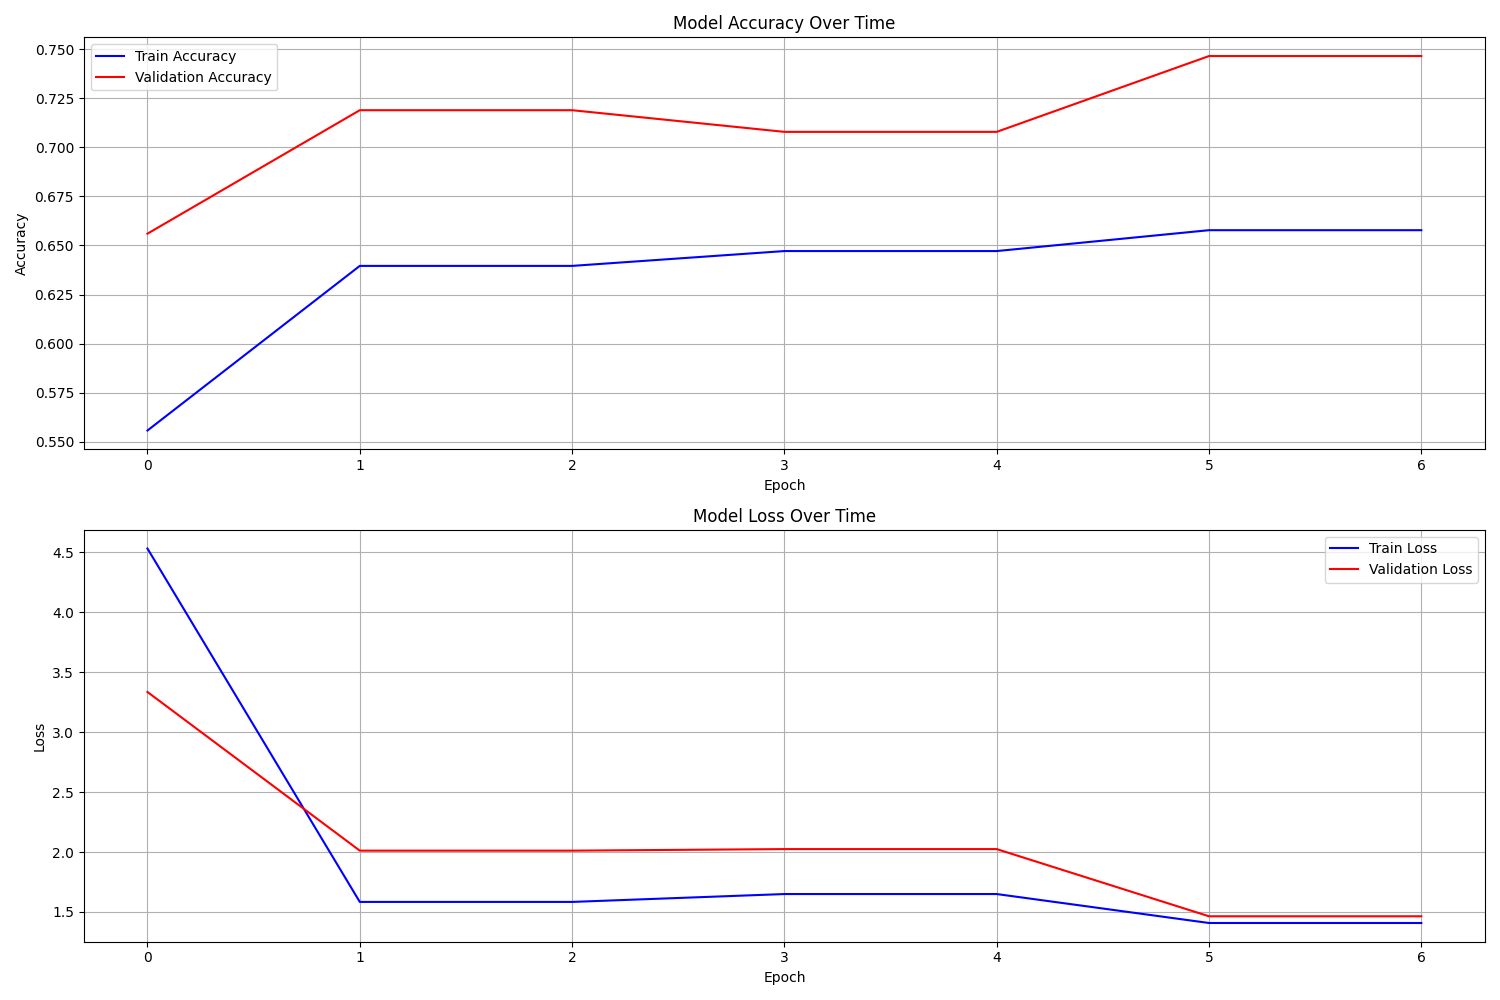 Model Accuracy Over Time
Train Accuracy
Validation Accuracy
Accuracy
0.750
0.725
0.700
0.675
0.650
0.625
0.600
0.575
0.550
0 1 2 3 4 5 6
Epoch
Model Loss Over Time
Train Loss
Validation Loss
Loss
4.5
4.0
3.5
3.0
2.5
2.0
1.5
0 1 2 3 4 5 6
Epoch